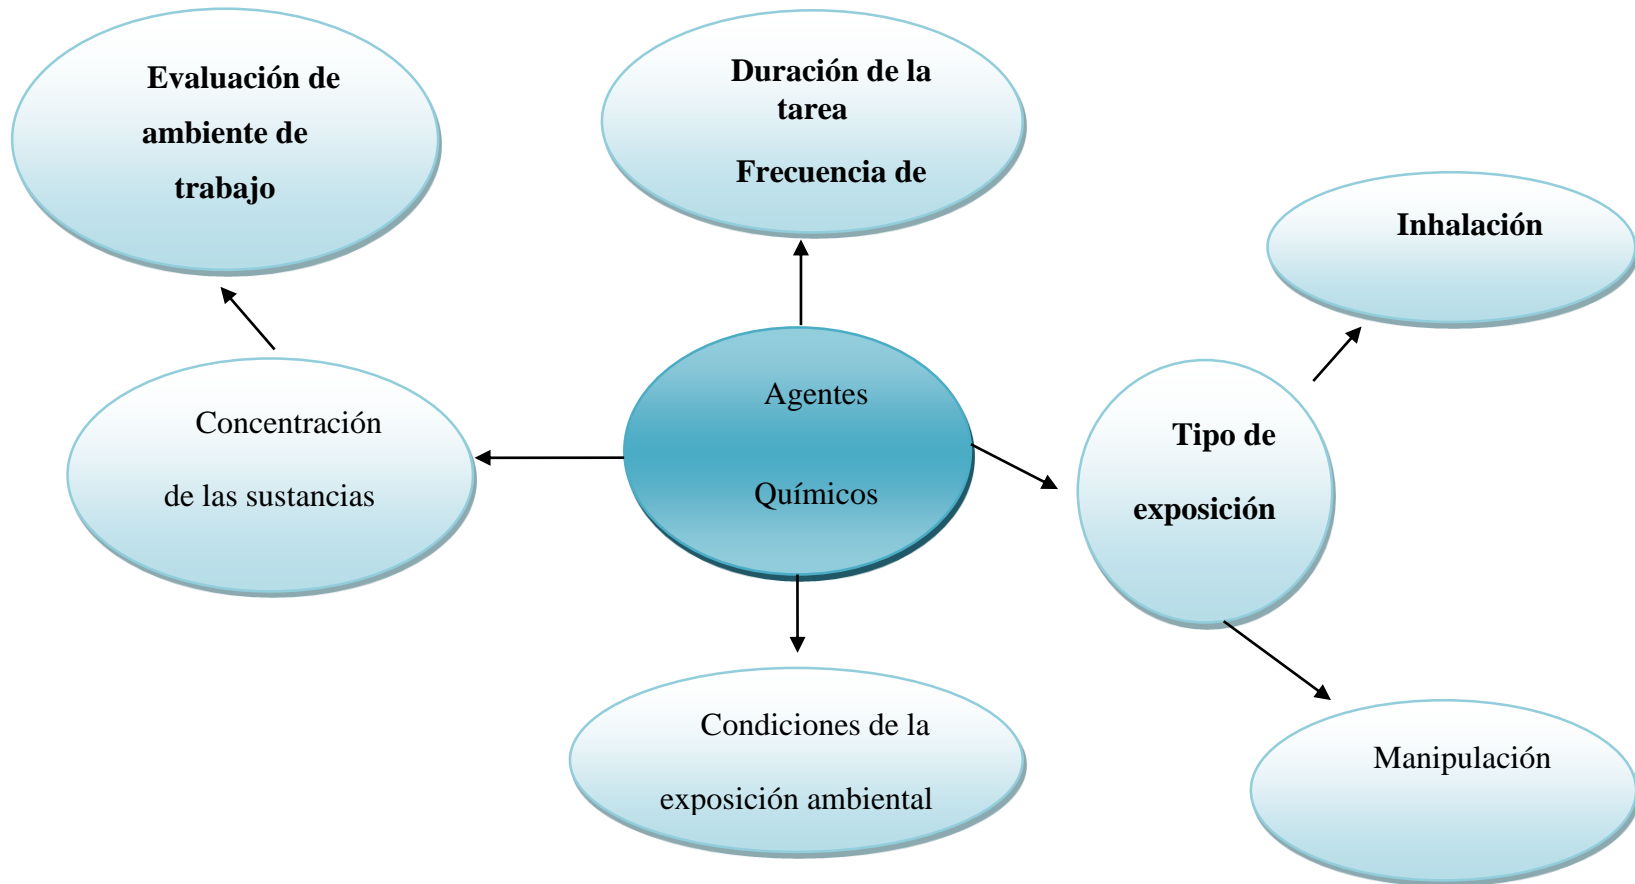 Evaluación de
ambiente de
trabajo
Duración de la
tarea
Frecuencia de
Inhalación
Concentración
de las sustancias
Agentes
Químicos
Tipo de
exposición
Condiciones de la
exposición ambiental
Manipulación